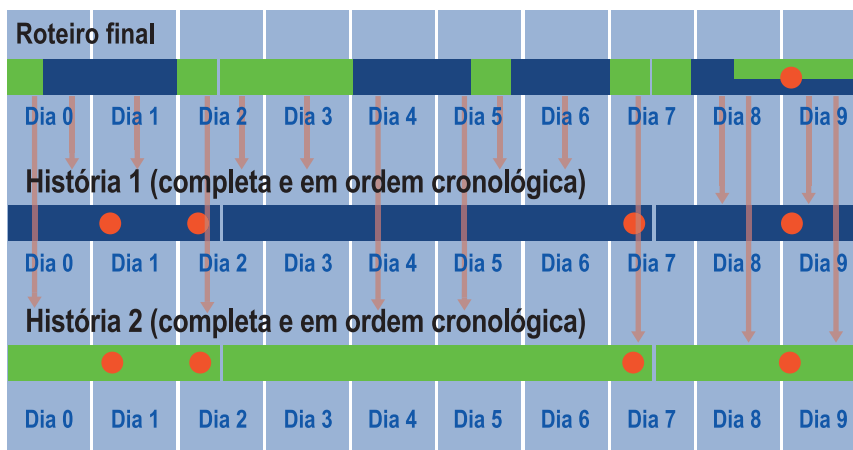 Roteiro final
Dia 0 Dia 1 Dia 2 Dia 3 Dia 4 Dia 5 Dia 6 Dia 7 Dia 8 Dia 9
História 1 (completa e em ordem cronológica)
Dia 0 Dia 1 Dia 2 Dia 3 Dia 4 Dia 5 Dia 6 Dia 7 Dia 8 Dia 9
História 2 (completa e em ordem cronológica)
Dia 0 Dia 1 Dia 2 Dia 3 Dia 4 Dia 5 Dia 6 Dia 7 Dia 8 Dia 9